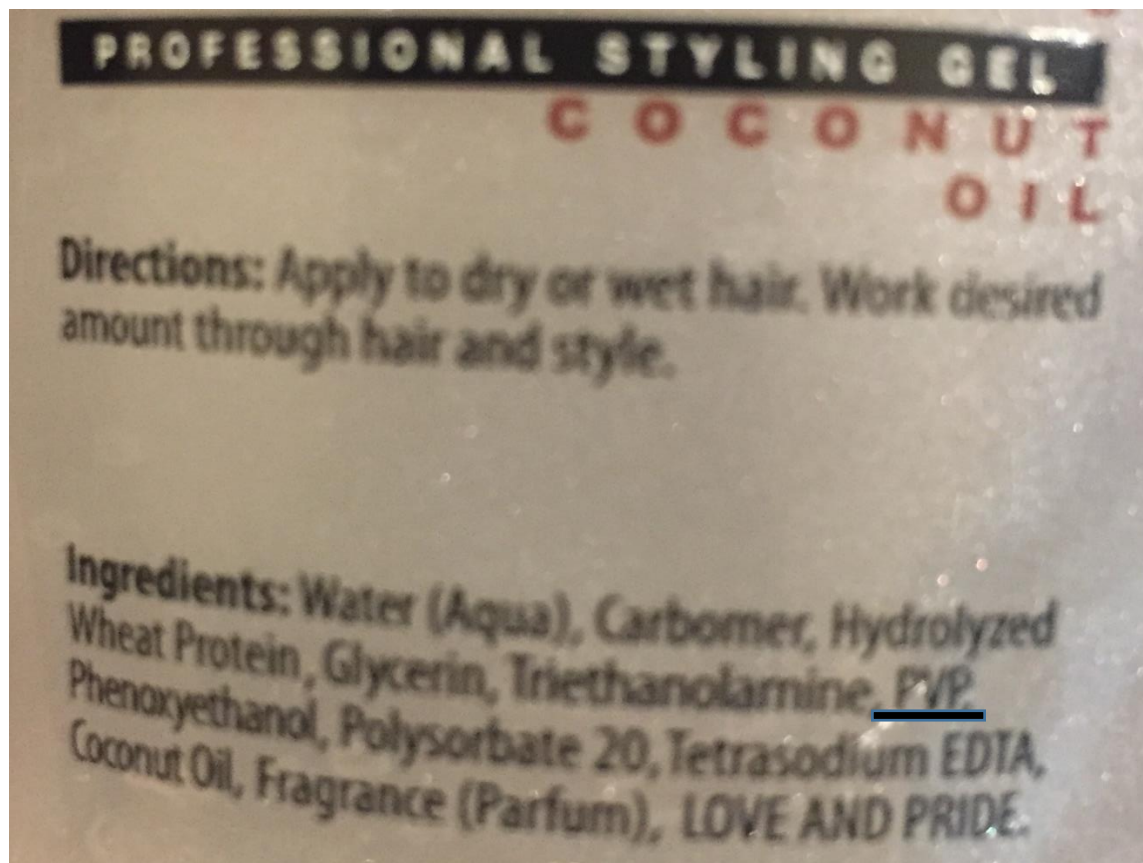 PROFESSIONAL STYLING GEL
COCONUT
OIL
Directions: Apply to dry or wet hair. Work desired
amount through hair and style.
Ingredients: Water (Aqua), Carbomer, Hydrolyzed
Wheat Protein, Glycerin, Triethanolamine, PVP,
Phenoxyethanol, Polysorbate 20, Tetrasodium EDTA,
Coconut Oil, Fragrance (Parfum), LOVE AND PRIDE.